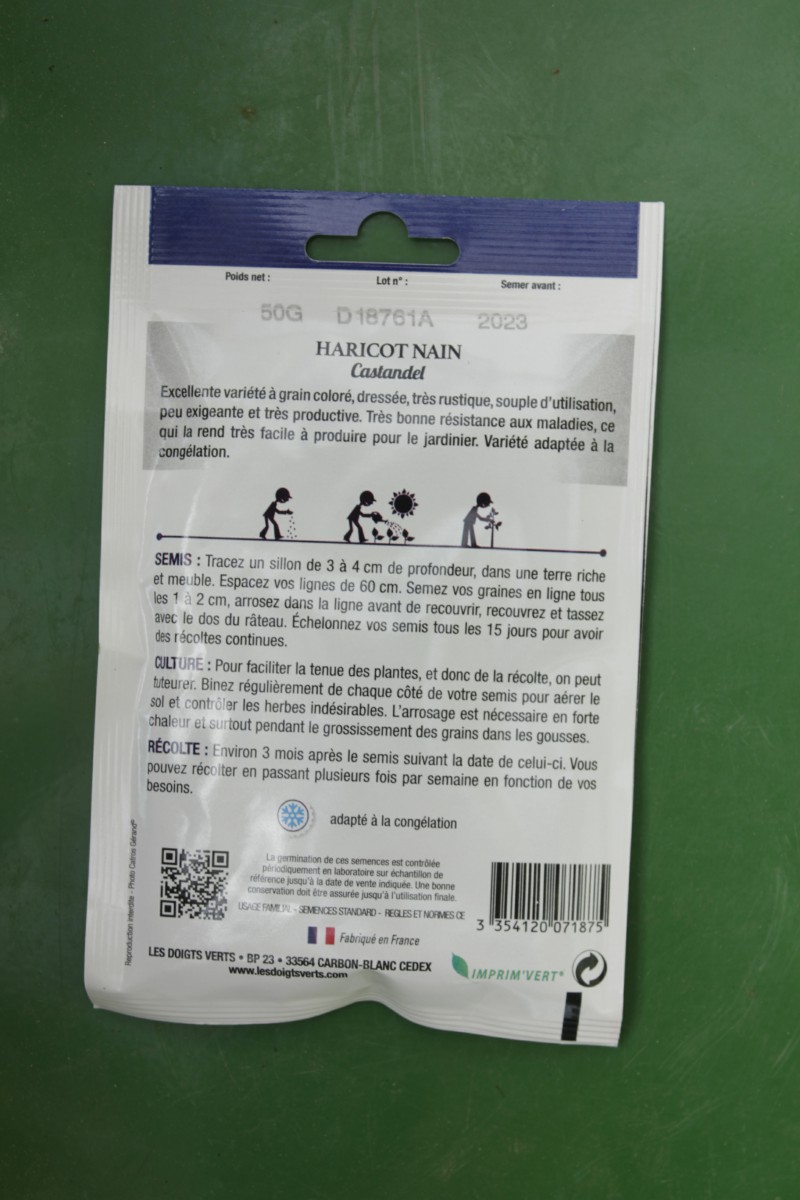 Poids net : Lot n° : Semer avant :
50G D18761A 2023
HARICOT NAIN
Castandel
Excellente variété à grain coloré, dressée, très rustique, souple d'utilisation,
peu exigeante et très productive. Très bonne résistance aux maladies, ce
qui la rend très facile à produire pour le jardinier. Variété adaptée à la
congélation.
SEMIS : Tracez un sillon de 3 à 4 cm de profondeur, dans une terre riche
et meuble. Espacez vos lignes de 60 cm. Semez vos graines en ligne tous
les 1 à 2 cm, arrosez dans la ligne avant de recouvrir, recouvrez et tassez
avec le dos du râteau. Échelonnez vos semis tous les 15 jours pour avoir
des récoltes continues.
CULTURE : Pour faciliter la tenue des plantes, et donc de la récolte, on peut
tuteurer. Binez régulièrement de chaque côté de votre semis pour aérer le
sol et contrôler les herbes indésirables. L'arrosage est nécessaire en forte
chaleur et surtout pendant le grossissement des grains dans les gousses.
RÉCOLTE : Environ 3 mois après le semis suivant la date de celui-ci. Vous
pouvez récolter en passant plusieurs fois par semaine en fonction de vos
besoins.
adapté à la congélation
La germination de ces semences est contrôlée
périodiquement en laboratoire sur échantillon de
référence jusqu'à la date de vente indiquée. Une bonne
conservation doit être assurée jusqu'à l'utilisation finale.
USAGE FAMILIAL - SEMENCES STANDARD - REGLES ET NORMES CE
3 354120 071875
Fabriqué en France
LES DOIGTS VERTS • BP 23 • 33564 CARBON-BLANC CEDEX
www.lesdoigtsverts.com
IMPRIM'VERT®
Reproduction interdite - Photo Catros Gérand®